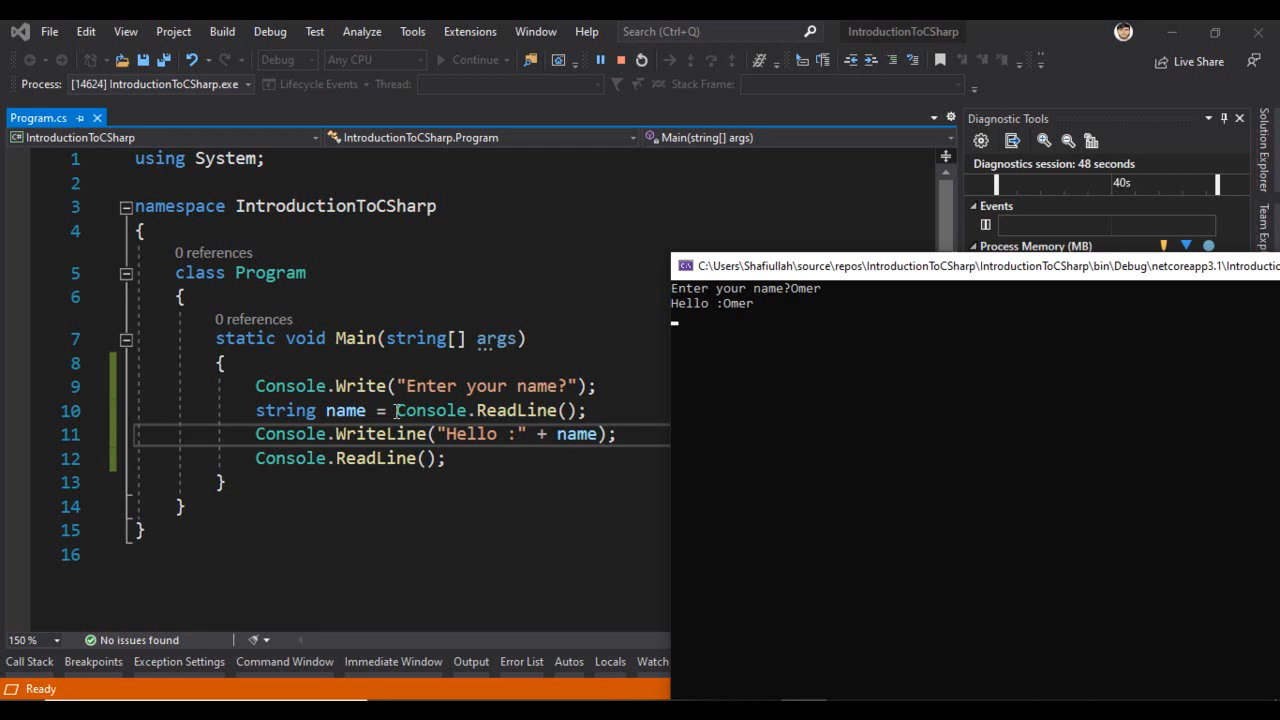 File Edit View Project Build Debug Test Analyze Tools Extensions Window Help Search (Ctrl+Q) IntroductionToCSharp
Debug Any CPU Continue Live Share
Process: [14624] IntroductionToCSharp.exe Lifecycle Events Thread: Stack Frame:
Program.cs
IntroductionToCSharp IntroductionToCSharp.Program Main(string[] args)
1 using System;
2
3 namespace IntroductionToCSharp
4 {
0 references
5 class Program
6 {
0 references
7 static void Main(string[] args)
8 {
9 Console.Write("Enter your name?");
10 string name = Console.ReadLine();
11 Console.WriteLine("Hello :" + name);
12 Console.ReadLine();
13 }
14 }
15 }
16
150 % No issues found
Call Stack Breakpoints Exception Settings Command Window Immediate Window Output Error List Autos Locals Watch
Ready
Diagnostic Tools
Diagnostics session: 48 seconds
40s
Events
Process Memory (MB)
Solution Explorer
Team Exp
C:\Users\Shafiullah\source\repos\IntroductionToCSharp\IntroductionToCSharp\bin\Debug\netcoreapp3.1\Introductio
Enter your name?Omer
Hello :Omer